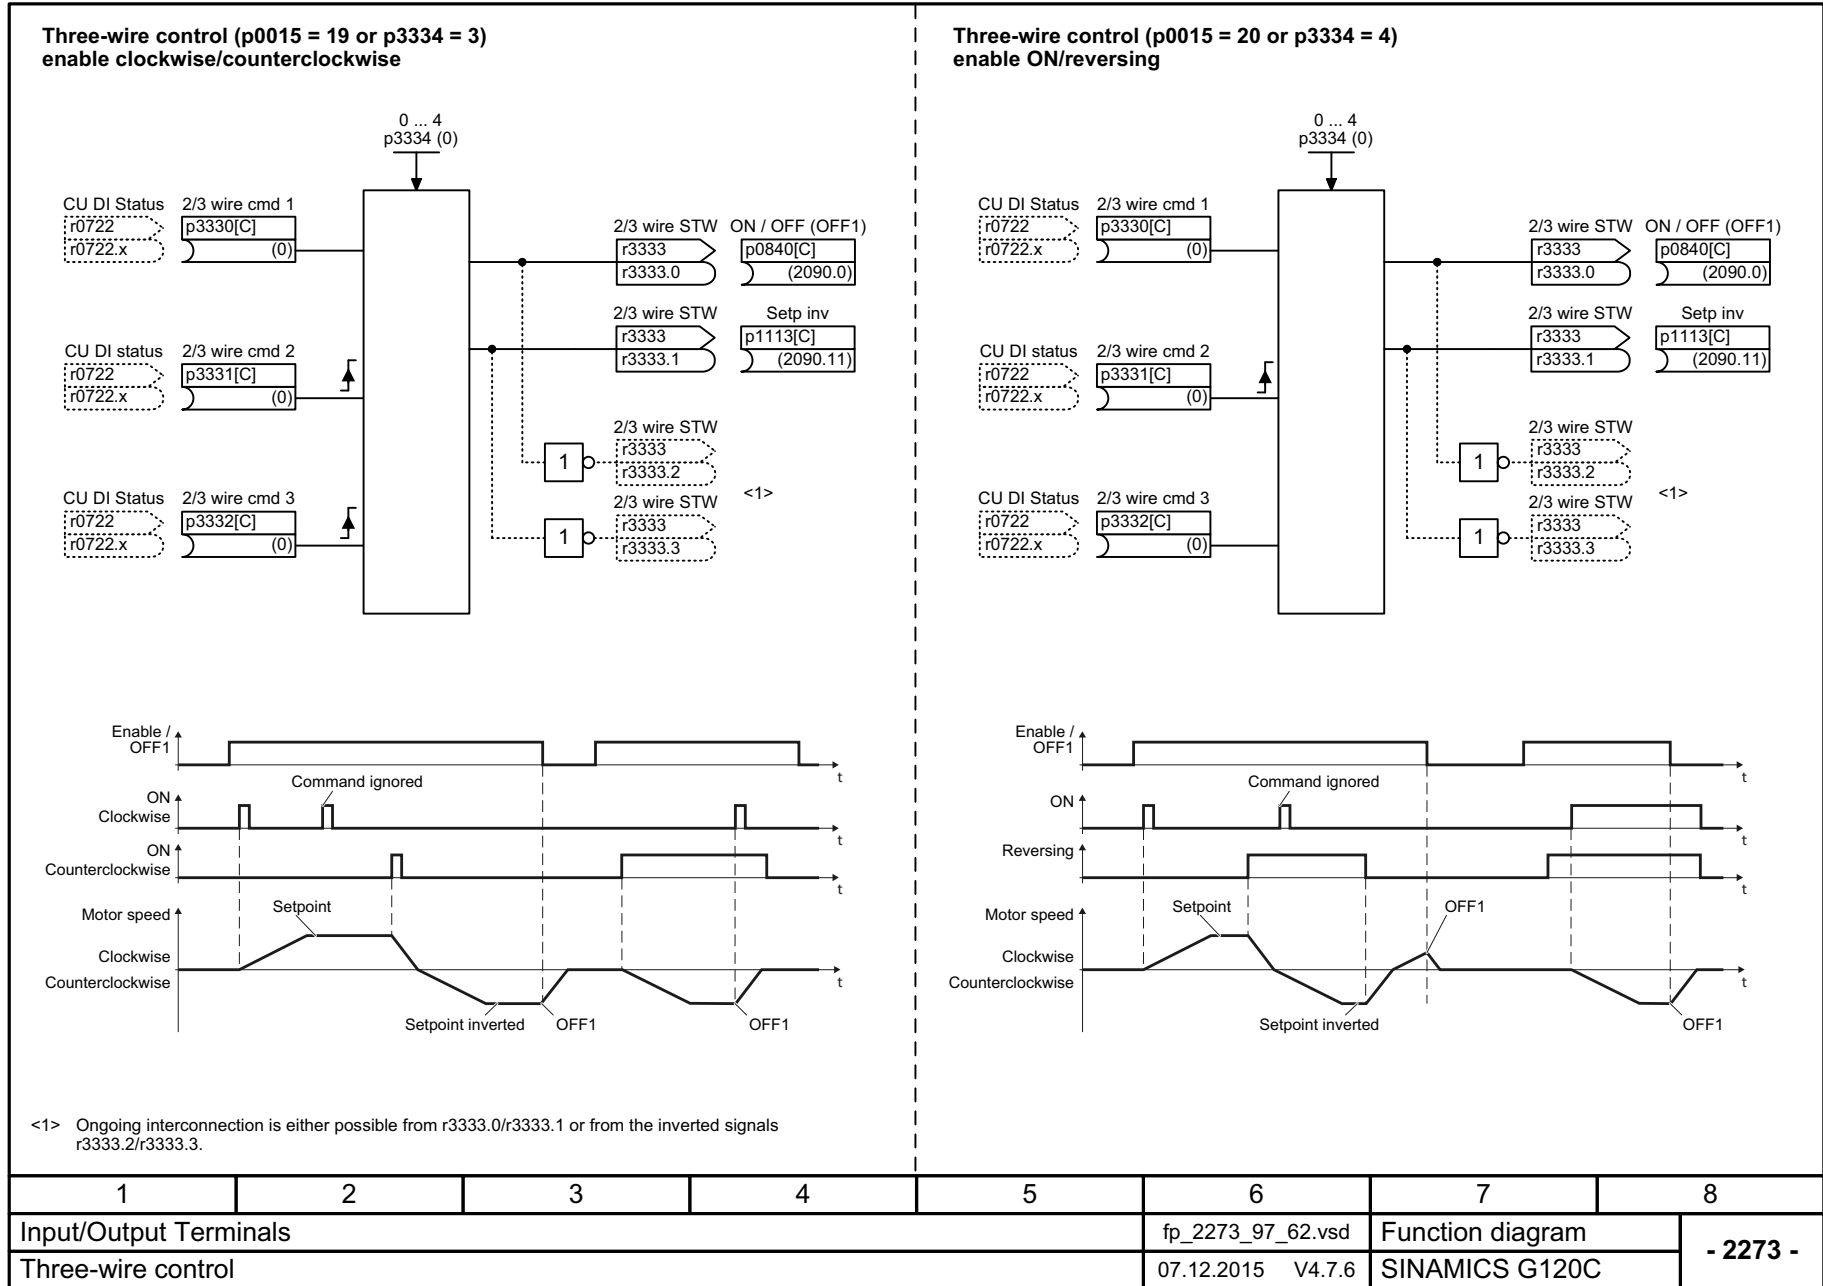 Three-wire control (p0015 = 19 or p3334 = 3)
enable clockwise/counterclockwise
0 ... 4
p3334 (0)
CU DI Status 2/3 wire cmd 1
r0722 p3330[C]
r0722.x (0)
2/3 wire STW ON / OFF (OFF1)
r3333 p0840[C]
r3333.0 (2090.0)
2/3 wire STW Setp inv
r3333 p1113[C]
r3333.1 (2090.11)
CU DI status 2/3 wire cmd 2
r0722 p3331[C]
r0722.x (0)
2/3 wire STW
r3333
1
r3333.2
<1>
CU DI Status 2/3 wire cmd 3
r0722 p3332[C]
r0722.x (0)
2/3 wire STW
r3333
1
r3333.3
Enable /
OFF1
t
Command ignored
ON
Clockwise
t
ON
Counterclockwise
t
Motor speed
Setpoint
Clockwise
Counterclockwise
t
Setpoint inverted
OFF1
OFF1
<1> Ongoing interconnection is either possible from r3333.0/r3333.1 or from the inverted signals
r3333.2/r3333.3.
Three-wire control (p0015 = 20 or p3334 = 4)
enable ON/reversing
0 ... 4
p3334 (0)
CU DI Status 2/3 wire cmd 1
r0722 p3330[C]
r0722.x (0)
2/3 wire STW ON / OFF (OFF1)
r3333 p0840[C]
r3333.0 (2090.0)
2/3 wire STW Setp inv
r3333 p1113[C]
r3333.1 (2090.11)
CU DI status 2/3 wire cmd 2
r0722 p3331[C]
r0722.x (0)
2/3 wire STW
r3333
1
r3333.2
<1>
CU DI Status 2/3 wire cmd 3
r0722 p3332[C]
r0722.x (0)
2/3 wire STW
r3333
1
r3333.3
Enable /
OFF1
t
Command ignored
ON
t
Reversing
t
Motor speed
Setpoint
OFF1
Clockwise
Counterclockwise
t
Setpoint inverted
OFF1
1 2 3 4 5 6 7 8
Input/Output Terminals fp_2273_97_62.vsd Function diagram
- 2273 -
Three-wire control 07.12.2015 V4.7.6 SINAMICS G120C